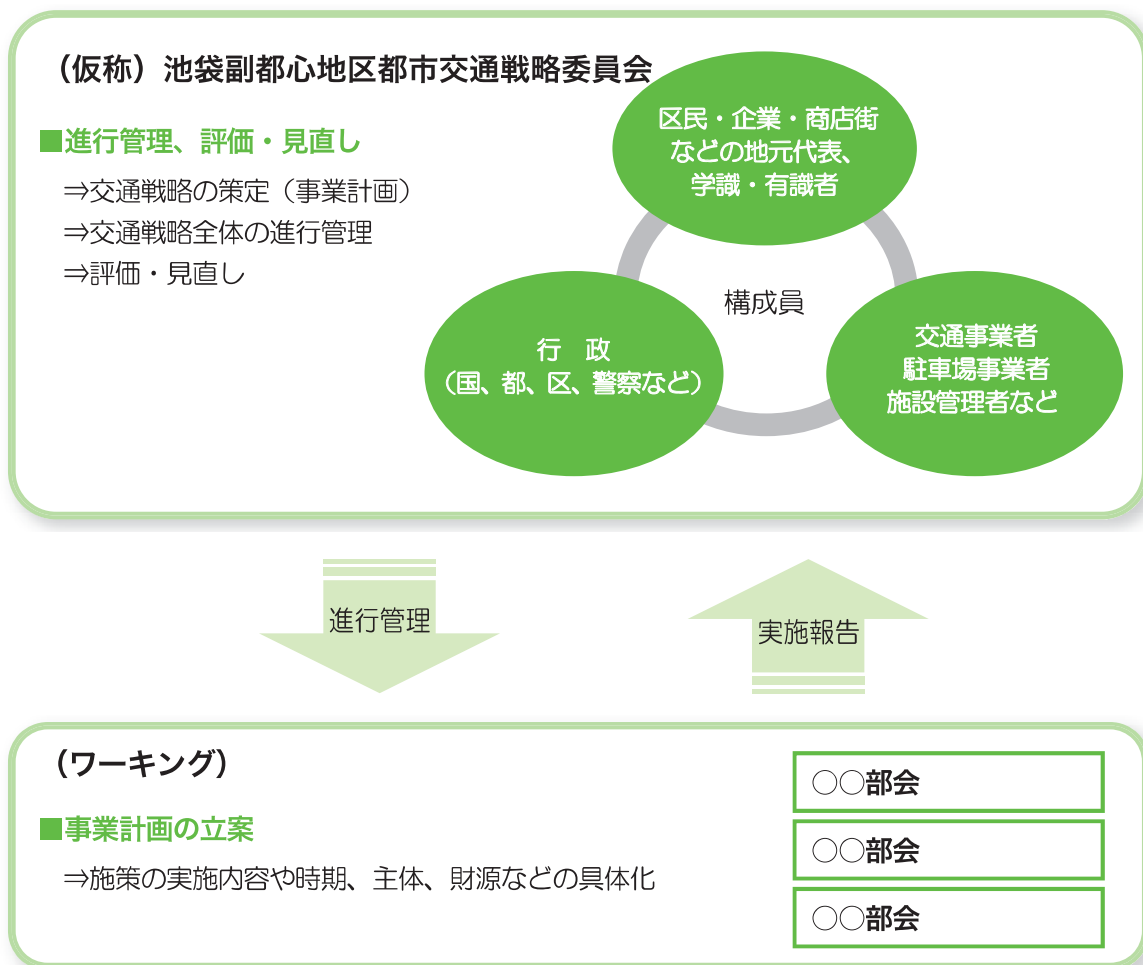 （仮称）池袋副都心地区都市交通戦略委員会
■進行管理、評価・見直し
⇒交通戦略の策定（事業計画）
⇒交通戦略全体の進行管理
⇒評価・見直し
区民・企業・商店街
などの地元代表、
学識・有識者
構成員
行　政
（国、都、区、警察など）
交通事業者
駐車場事業者
施設管理者など
進行管理
実施報告
（ワーキング）
■事業計画の立案
⇒施策の実施内容や時期、主体、財源などの具体化
○○部会
○○部会
○○部会